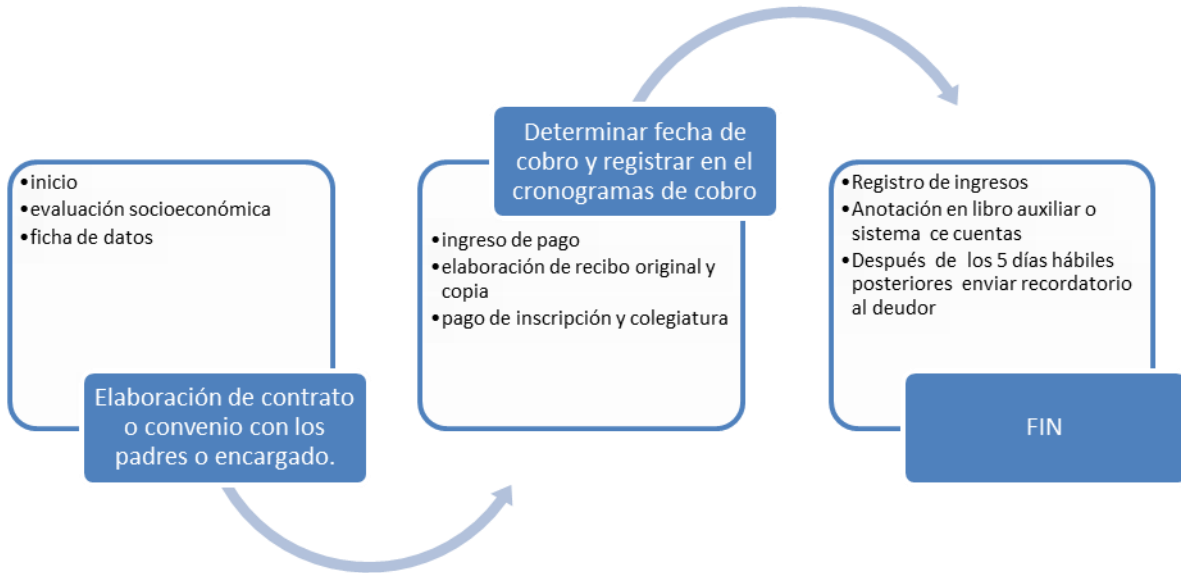 •inicio
•evaluación socioeconómica
•ficha de datos
Elaboración de contrato
o convenio con los
padres o encargado.
Determinar fecha de
cobro y registrar en el
cronogramas de cobro
•ingreso de pago
•elaboración de recibo original y
copia
•pago de inscripción y colegiatura
•Registro de ingresos
•Anotación en libro auxiliar o
sistema ce cuentas
•Después de los 5 días hábiles
posteriores enviar recordatorio
al deudor
FIN